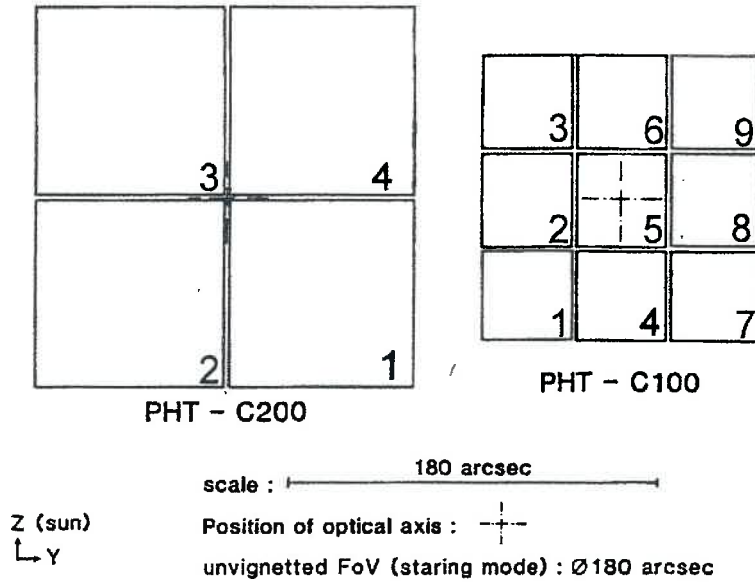 3 4
2 1
PHT - C200
3 6 9
2 5 8
1 4 7
PHT - C100
scale : 180 arcsec
Position of optical axis :
unvignetted FoV (staring mode) : Ø180 arcsec
Z (sun)
Y